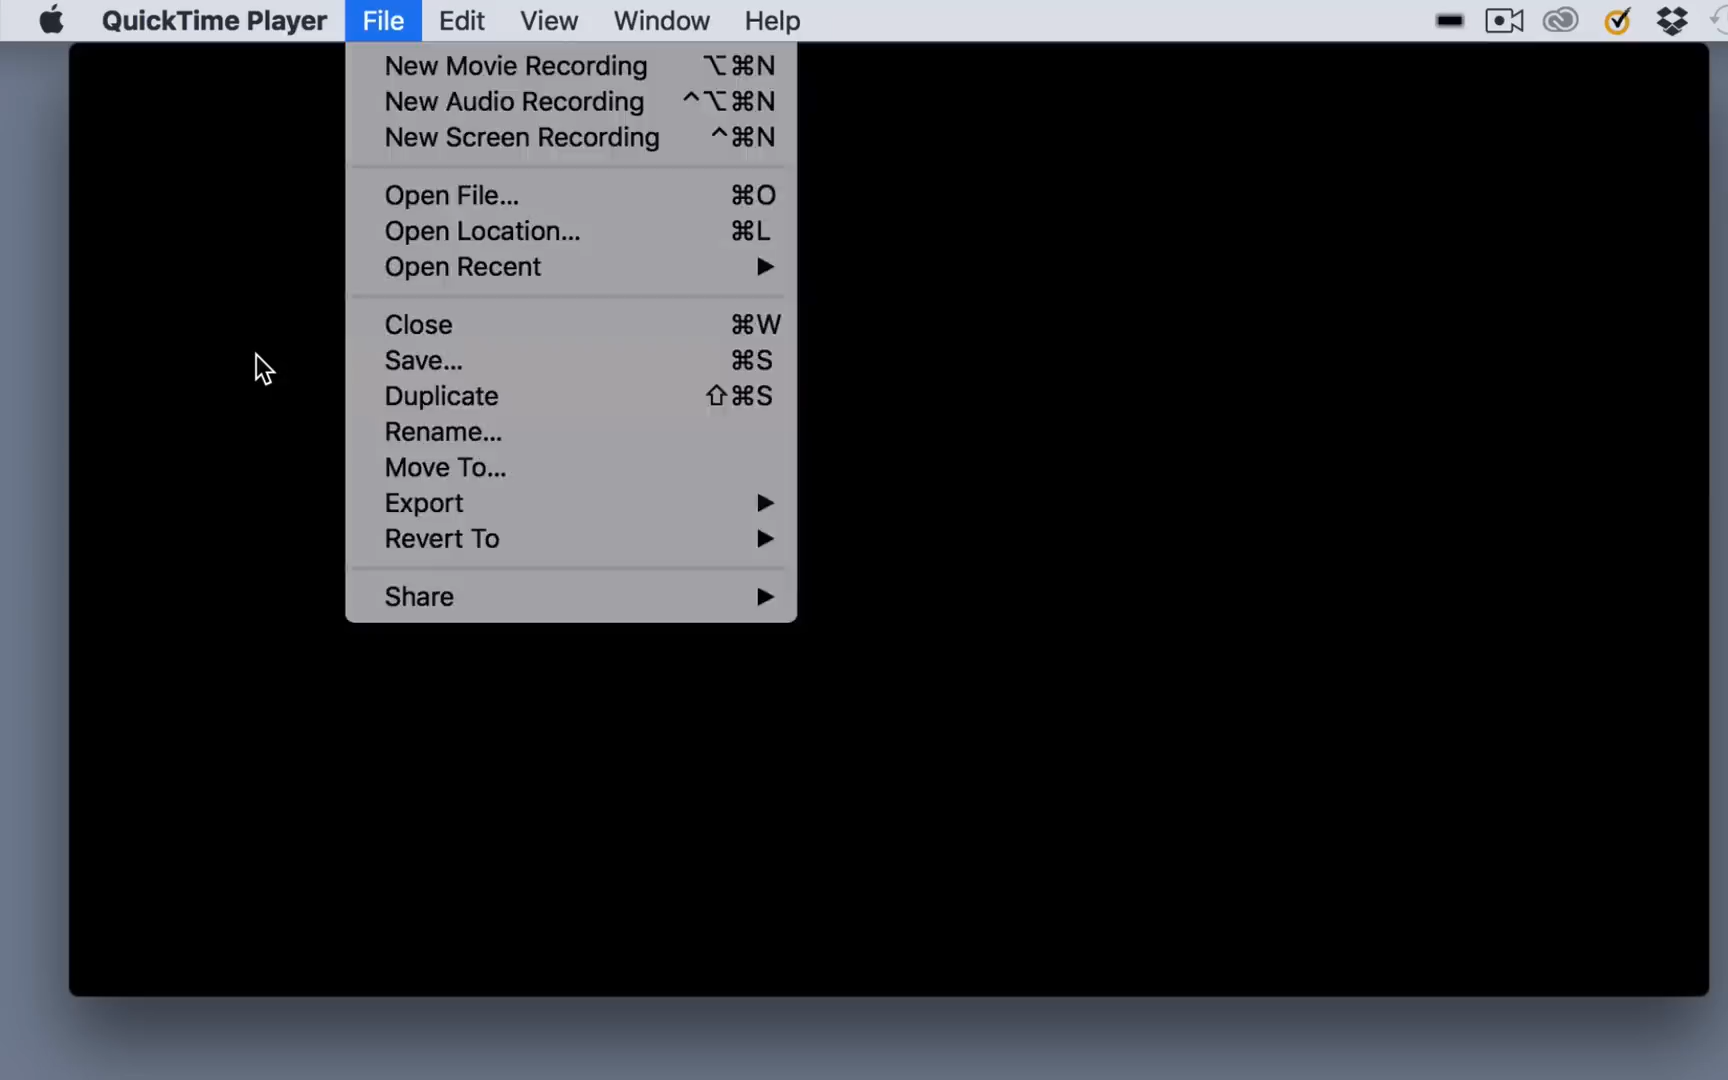 QuickTime Player File Edit View Window Help
New Movie Recording ⌥⌘N
New Audio Recording ^⌥⌘N
New Screen Recording ^⌘N
Open File... ⌘O
Open Location... ⌘L
Open Recent ▶
Close ⌘W
Save... ⌘S
Duplicate ⇧⌘S
Rename...
Move To...
Export ▶
Revert To ▶
Share ▶